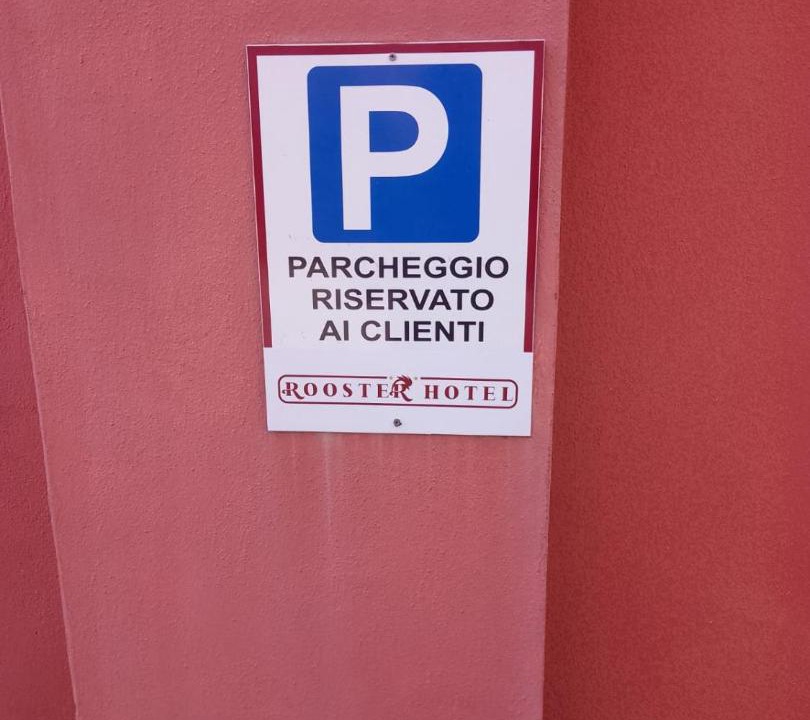 P
PARCHEGGIO
RISERVATO
AI CLIENTI
ROOSTER HOTEL